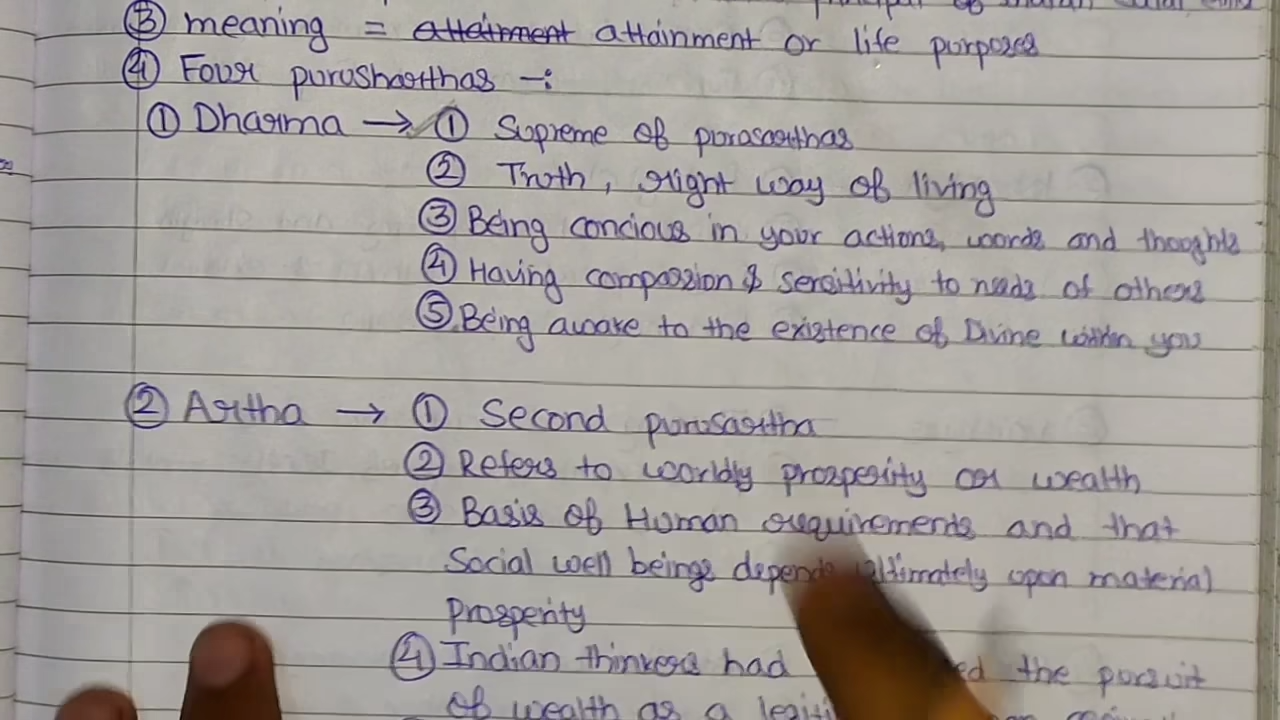 of Indian
③ meaning = attainment attainment or life purposes
④ Four purusharthas -:
① Dharma → ① Supreme of purasarthas
② Truth, right way of living
③ Being concious in your actions, words and thoughts
④ Having compassion & sensitivity to needs of others
⑤ Being aware to the existence of Divine within you
② Artha → ① Second purusartha
② Refers to worldly prosperity or wealth
③ Basis of Human requirements and that
Social well beings depends ultimately upon material
Prosperity
④ Indian thinkers had the pursuit
of wealth as a